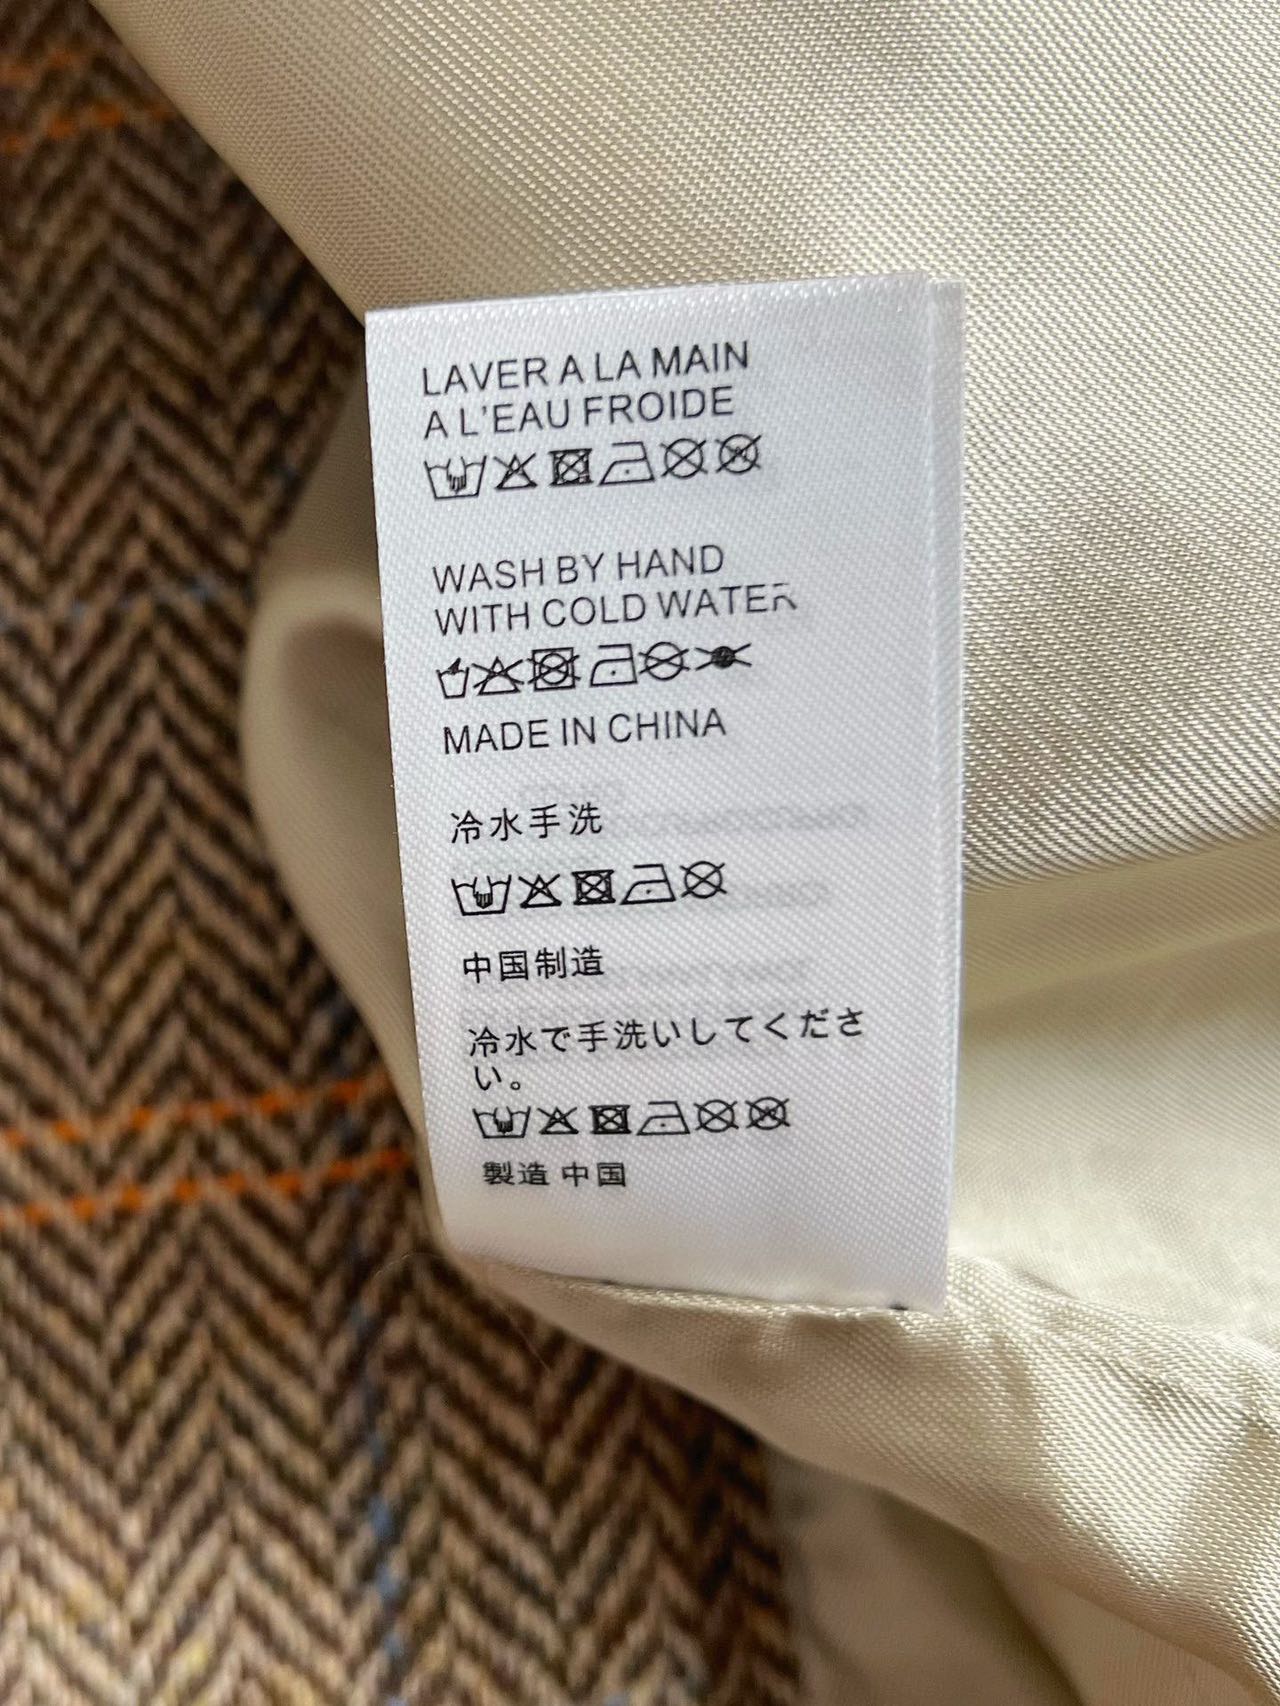 LAVER A LA MAIN
A L'EAU FROIDE
WASH BY HAND
WITH COLD WATER
MADE IN CHINA
冷水手洗
中国制造
冷水で手洗いしてくださ
い。
製造 中国